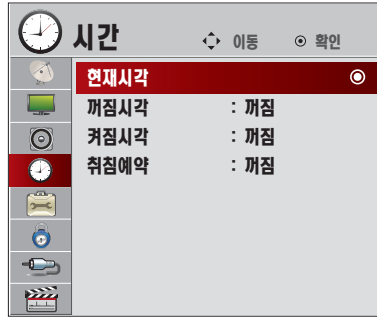 시간 이동 확인
현재시각
꺼짐시각 : 꺼짐
켜짐시각 : 꺼짐
취침예약 : 꺼짐